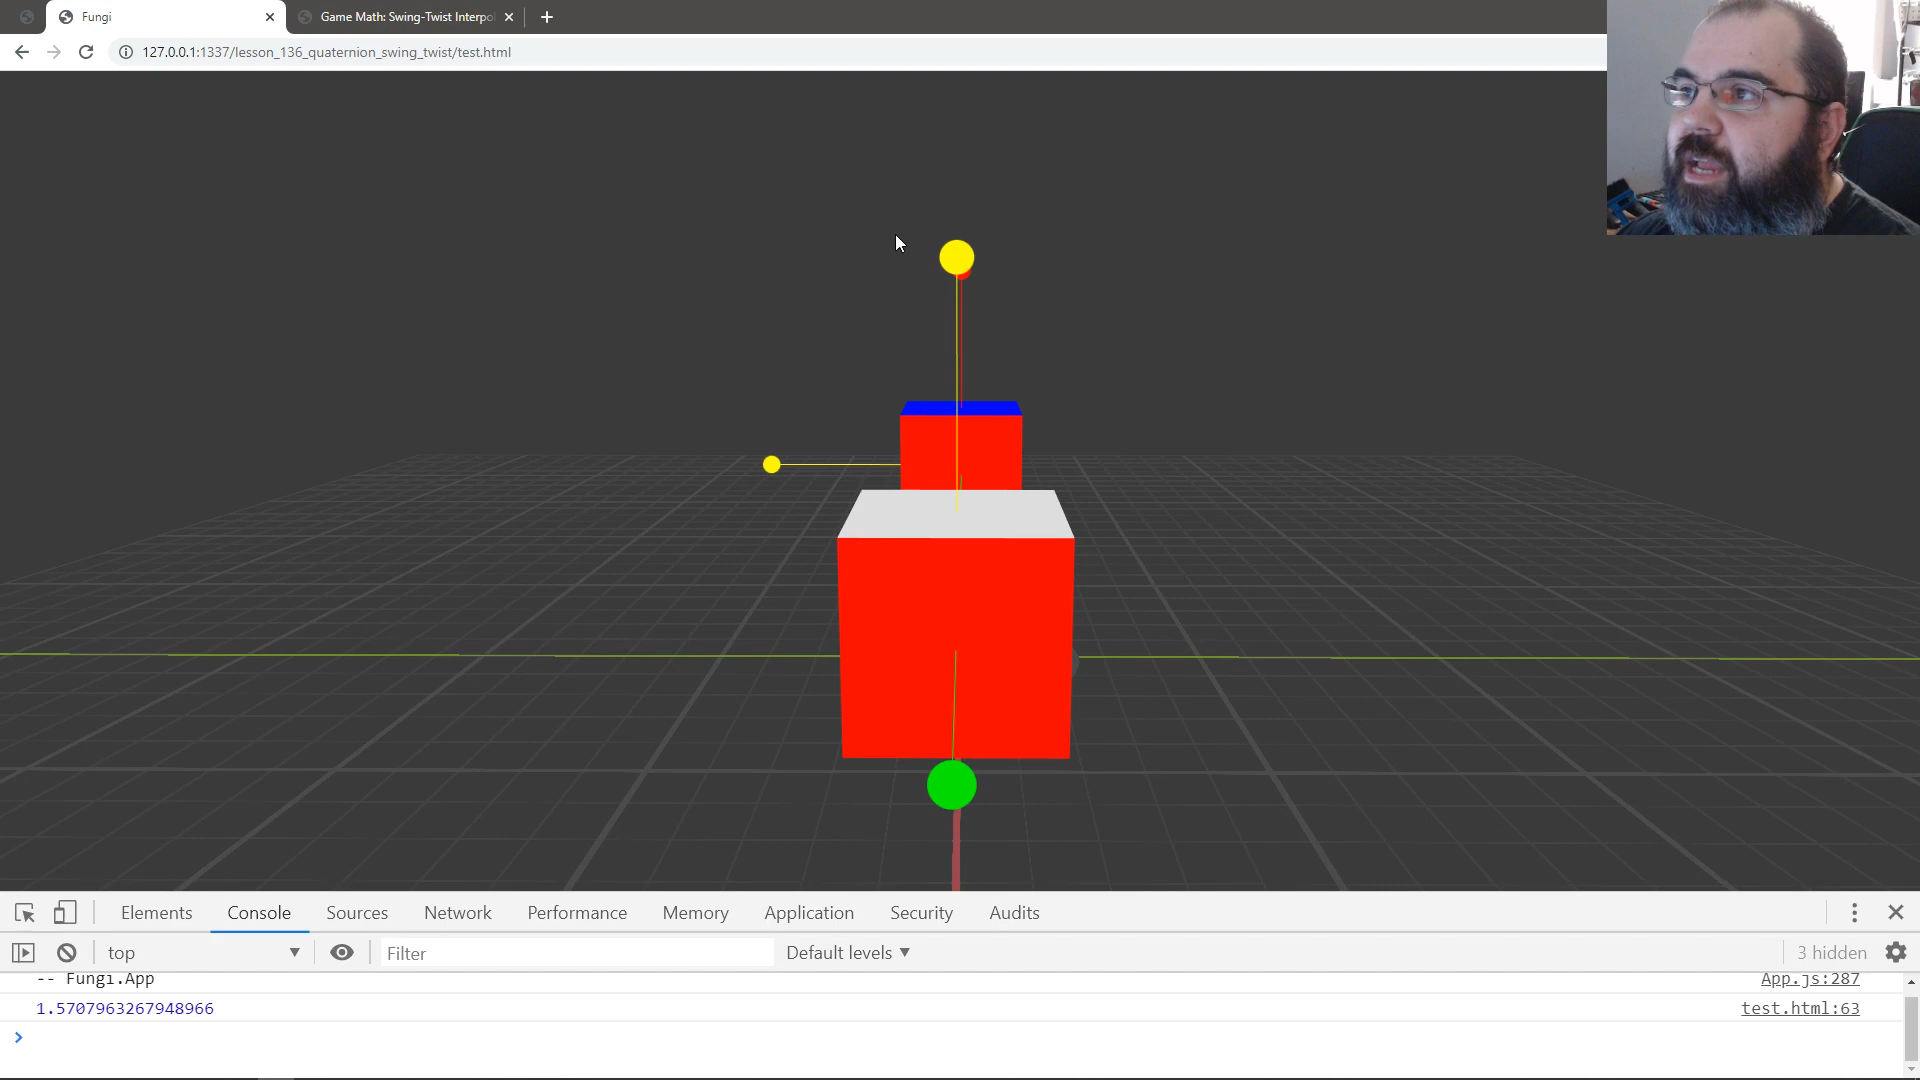 Fungi
Game Math: Swing-Twist Interpol
127.0.0.1:1337/lesson_136_quaternion_swing_twist/test.html
Elements Console Sources Network Performance Memory Application Security Audits
top Filter Default levels ▼ 3 hidden
-- Fungi.App App.js:287
1.5707963267948966 test.html:63